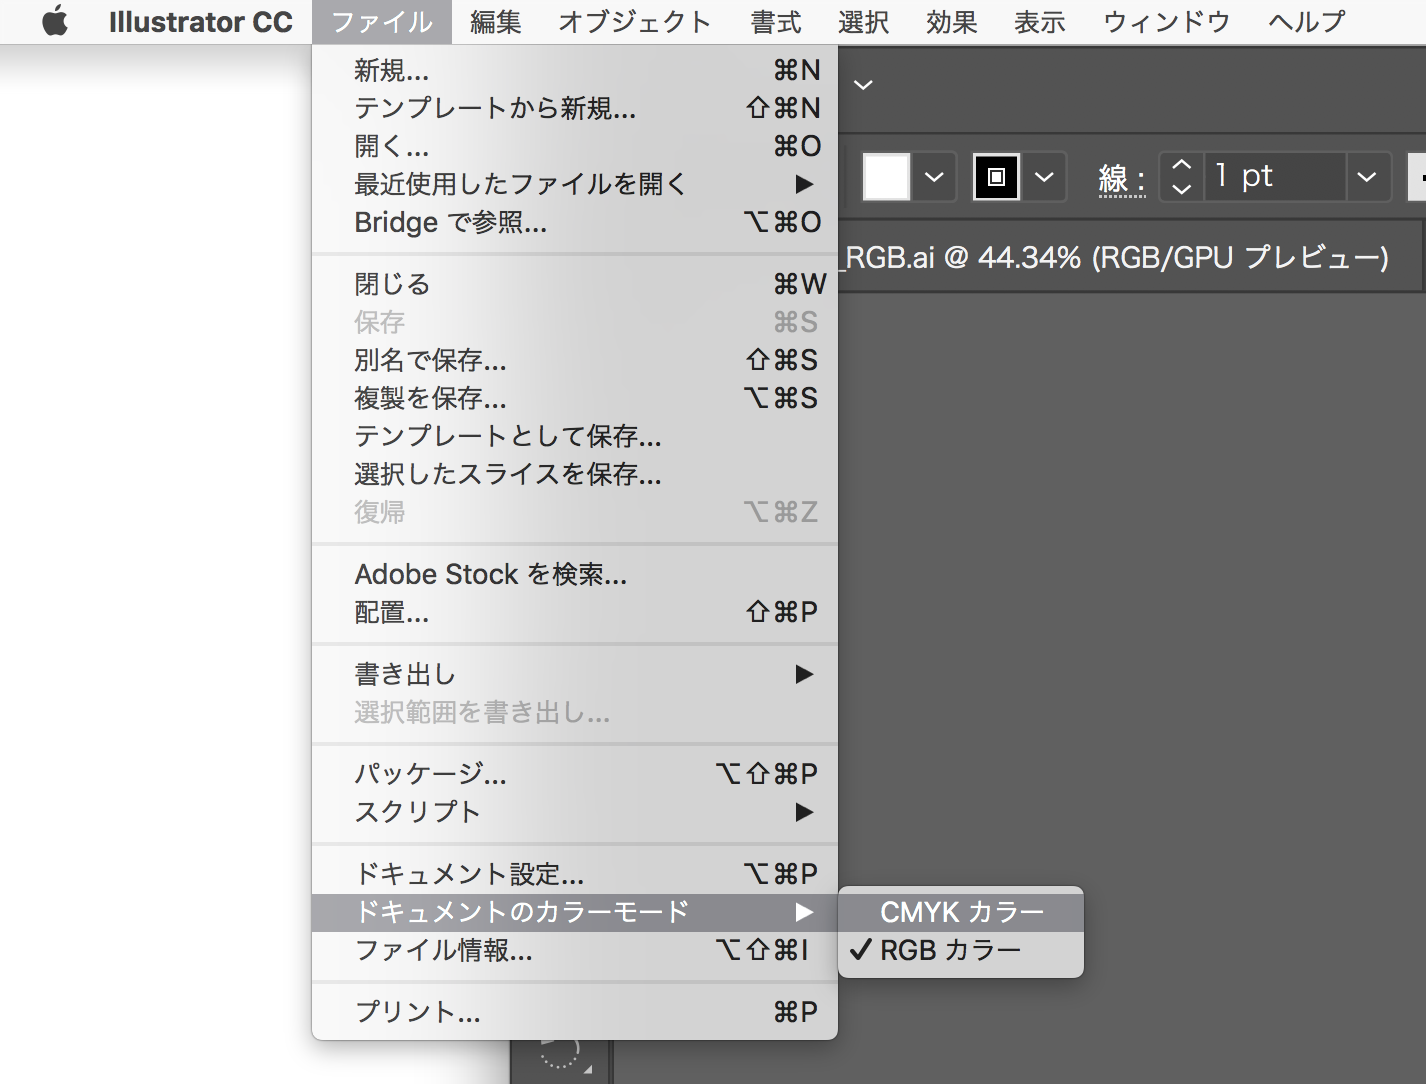 Illustrator CC ファイル 編集 オブジェクト 書式 選択 効果 表示 ウィンドウ ヘルプ
新規... ⌘N
テンプレートから新規... ⇧⌘N
開く... ⌘O
最近使用したファイルを開く ▶
Bridge で参照... ⌥⌘O
閉じる ⌘W
保存 ⌘S
別名で保存... ⇧⌘S
複製を保存... ⌥⌘S
テンプレートとして保存...
選択したスライスを保存...
復帰 ⌥⌘Z
Adobe Stock を検索...
配置... ⇧⌘P
書き出し ▶
選択範囲を書き出し...
パッケージ... ⌥⇧⌘P
スクリプト ▶
ドキュメント設定... ⌥⌘P
ドキュメントのカラーモード ▶
ファイル情報... ⌥⇧⌘I
プリント... ⌘P
CMYK カラー
✓ RGB カラー
線 : 1 pt
_RGB.ai @ 44.34% (RGB/GPU プレビュー)